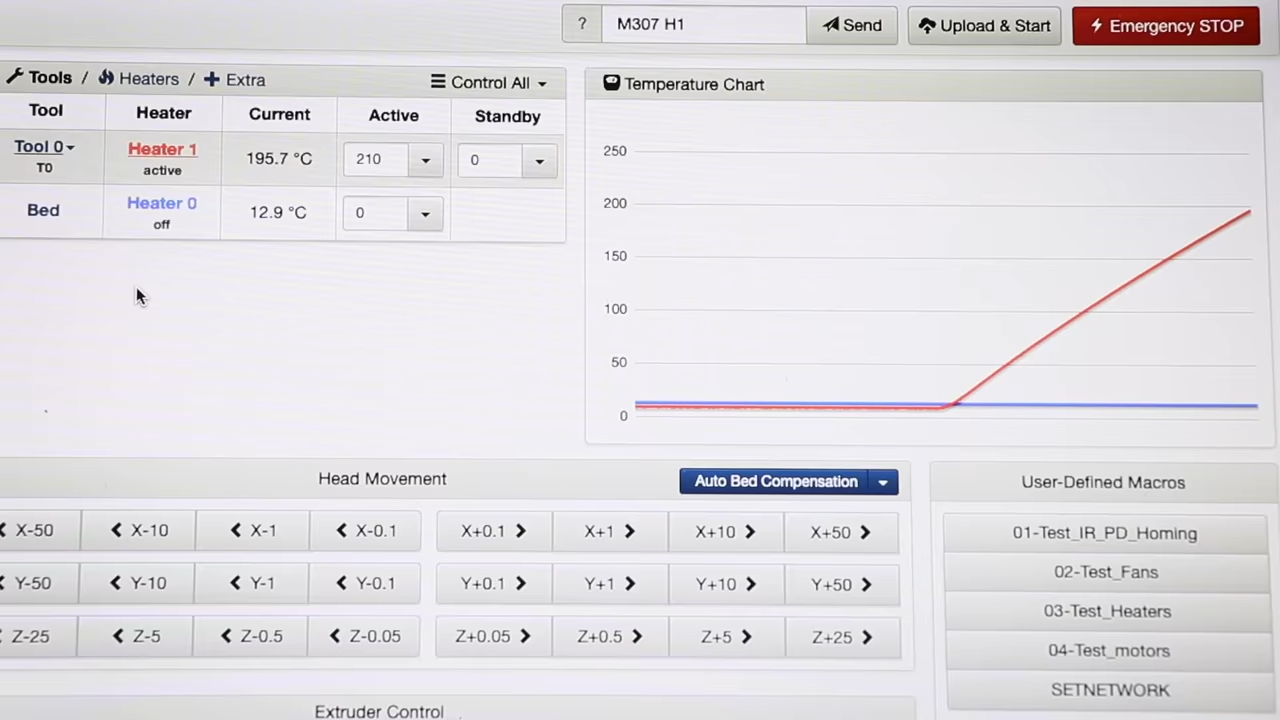 ? M307 H1 Send Upload & Start Emergency STOP
Tools / Heaters / Extra Control All
Temperature Chart
Tool Heater Current Active Standby
Tool 0 Heater 1 195.7 °C 210 0
T0 active
Bed Heater 0 12.9 °C 0
off
250
200
150
100
50
0
Head Movement Auto Bed Compensation
X-50 X-10 X-1 X-0.1 X+0.1 X+1 X+10 X+50
Y-50 Y-10 Y-1 Y-0.1 Y+0.1 Y+1 Y+10 Y+50
Z-25 Z-5 Z-0.5 Z-0.05 Z+0.05 Z+0.5 Z+5 Z+25
User-Defined Macros
01-Test_IR_PD_Homing
02-Test_Fans
03-Test_Heaters
04-Test_motors
SETNETWORK
Extruder Control